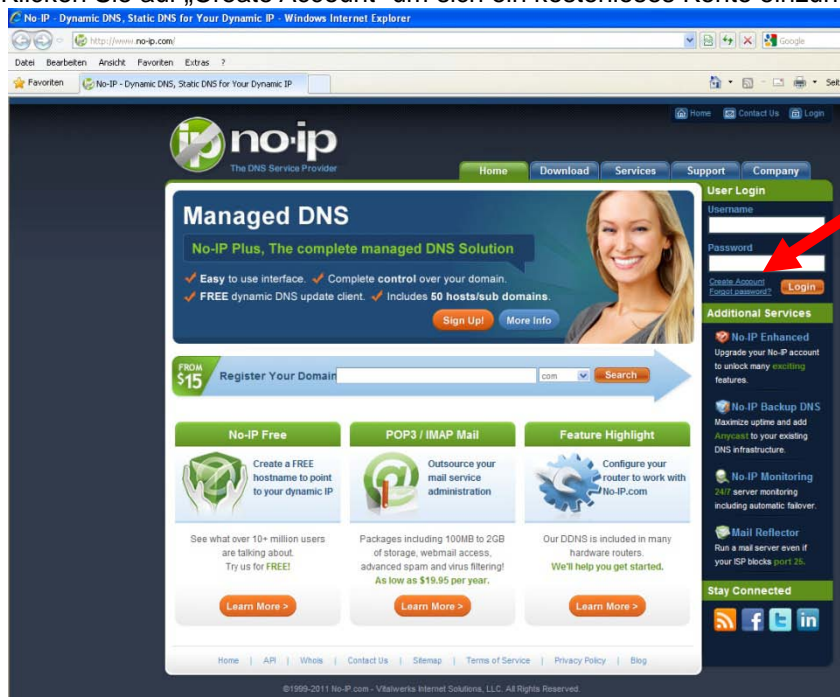 Klicken Sie auf „Create Account“ um sich ein kostenloses Konto
No-IP - Dynamic DNS, Static DNS for Your Dynamic IP - Windows Internet Explorer
http://www.no-ip.com/
Google
Datei Bearbeiten Ansicht Favoriten Extras ?
Favoriten No-IP - Dynamic DNS, Static DNS for Your Dynamic IP
Home Contact Us Login
ip no·ip
The DNS Service Provider
Home Download Services Support Company
Managed DNS
No-IP Plus, The complete managed DNS Solution
Easy to use interface. Complete control over your domain.
FREE dynamic DNS update client. Includes 50 hosts/sub domains.
Sign Up! More Info
User Login
Username
Password
Create Account
Forgot password?
Login
FROM
$15
Register Your Domain
com
Search
No-IP Free
Create a FREE
hostname to point
to your dynamic IP
See what over 10+ million users
are talking about.
Try us for FREE!
Learn More >
POP3 / IMAP Mail
Outsource your
mail service
administration
Packages including 100MB to 2GB
of storage, webmail access,
advanced spam and virus filtering!
As low as $19.95 per year.
Learn More >
Feature Highlight
Configure your
router to work with
No-IP.com
Our DDNS is included in many
hardware routers.
We'll help you get started.
Learn More >
Additional Services
No-IP Enhanced
Upgrade your No-IP account
to unlock many exciting
features.
No-IP Backup DNS
Maximize uptime and add
Anycast to your existing
DNS infrastructure.
No-IP Monitoring
24/7 server monitoring
including automatic failover.
Mail Reflector
Run a mail server even if
your ISP blocks port 25.
Stay Connected
Home | API | Whois | Contact Us | Sitemap | Terms of Service | Privacy Policy | Blog
©1999-2011 No-IP.com - Vitalwerks Internet Solutions, LLC. All Rights Reserved.